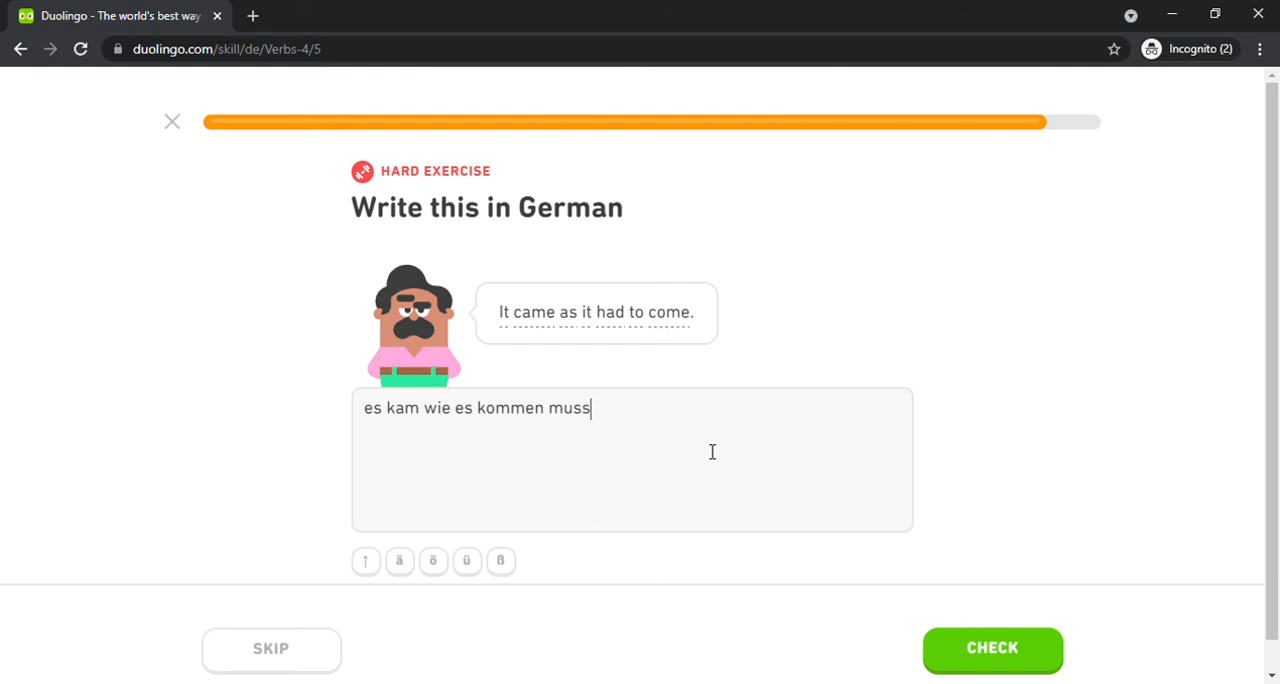 Duolingo - The world's best way
duolingo.com/skill/de/Verbs-4/5
Incognito (2)
HARD EXERCISE
Write this in German
It came as it had to come.
es kam wie es kommen muss
↑ ä ö ü ß
SKIP
CHECK